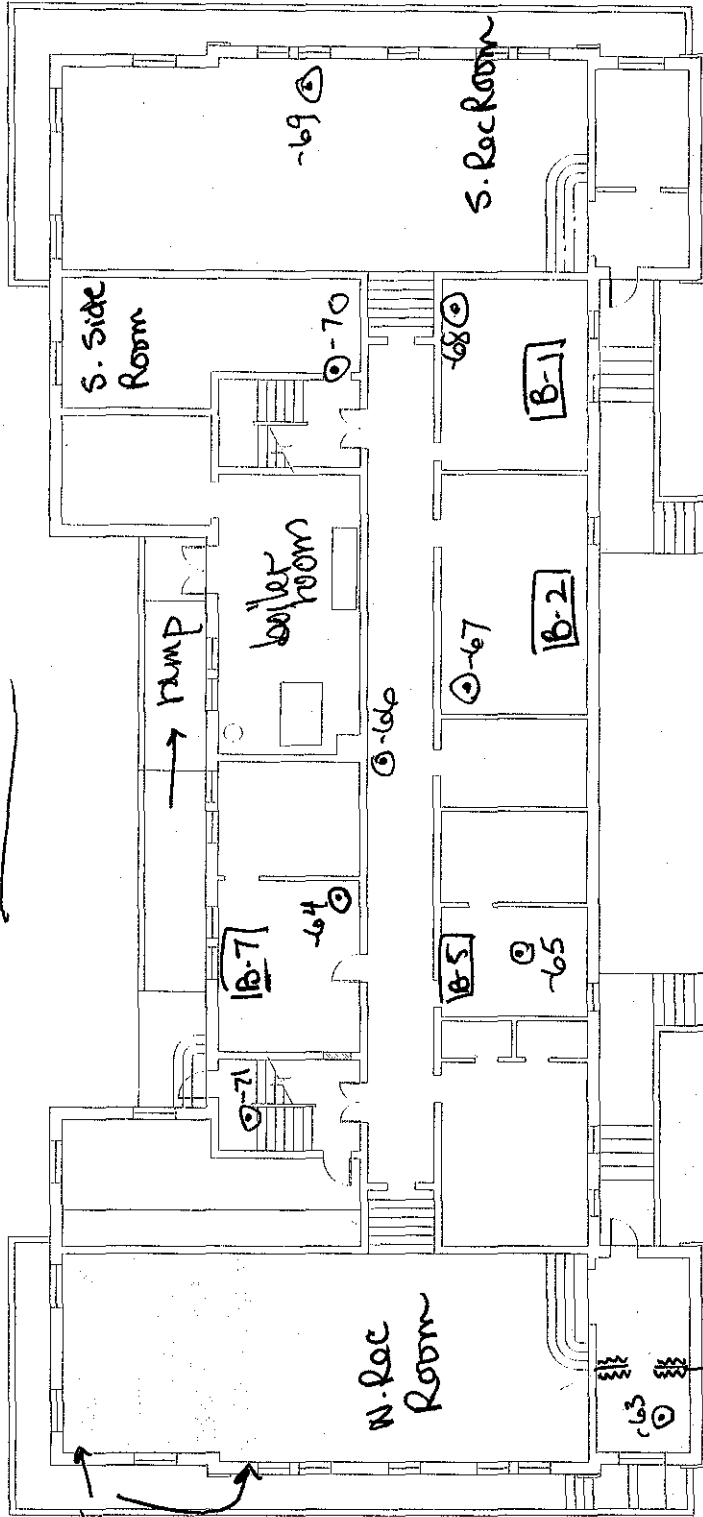 → ramp
S. Side
Room
-69
B-7
boiler
room
-71
-64
-70
-66
N. Rec
Room
B-5
-67
-68
S. Rec Room
-65
B-2
B-1
-63